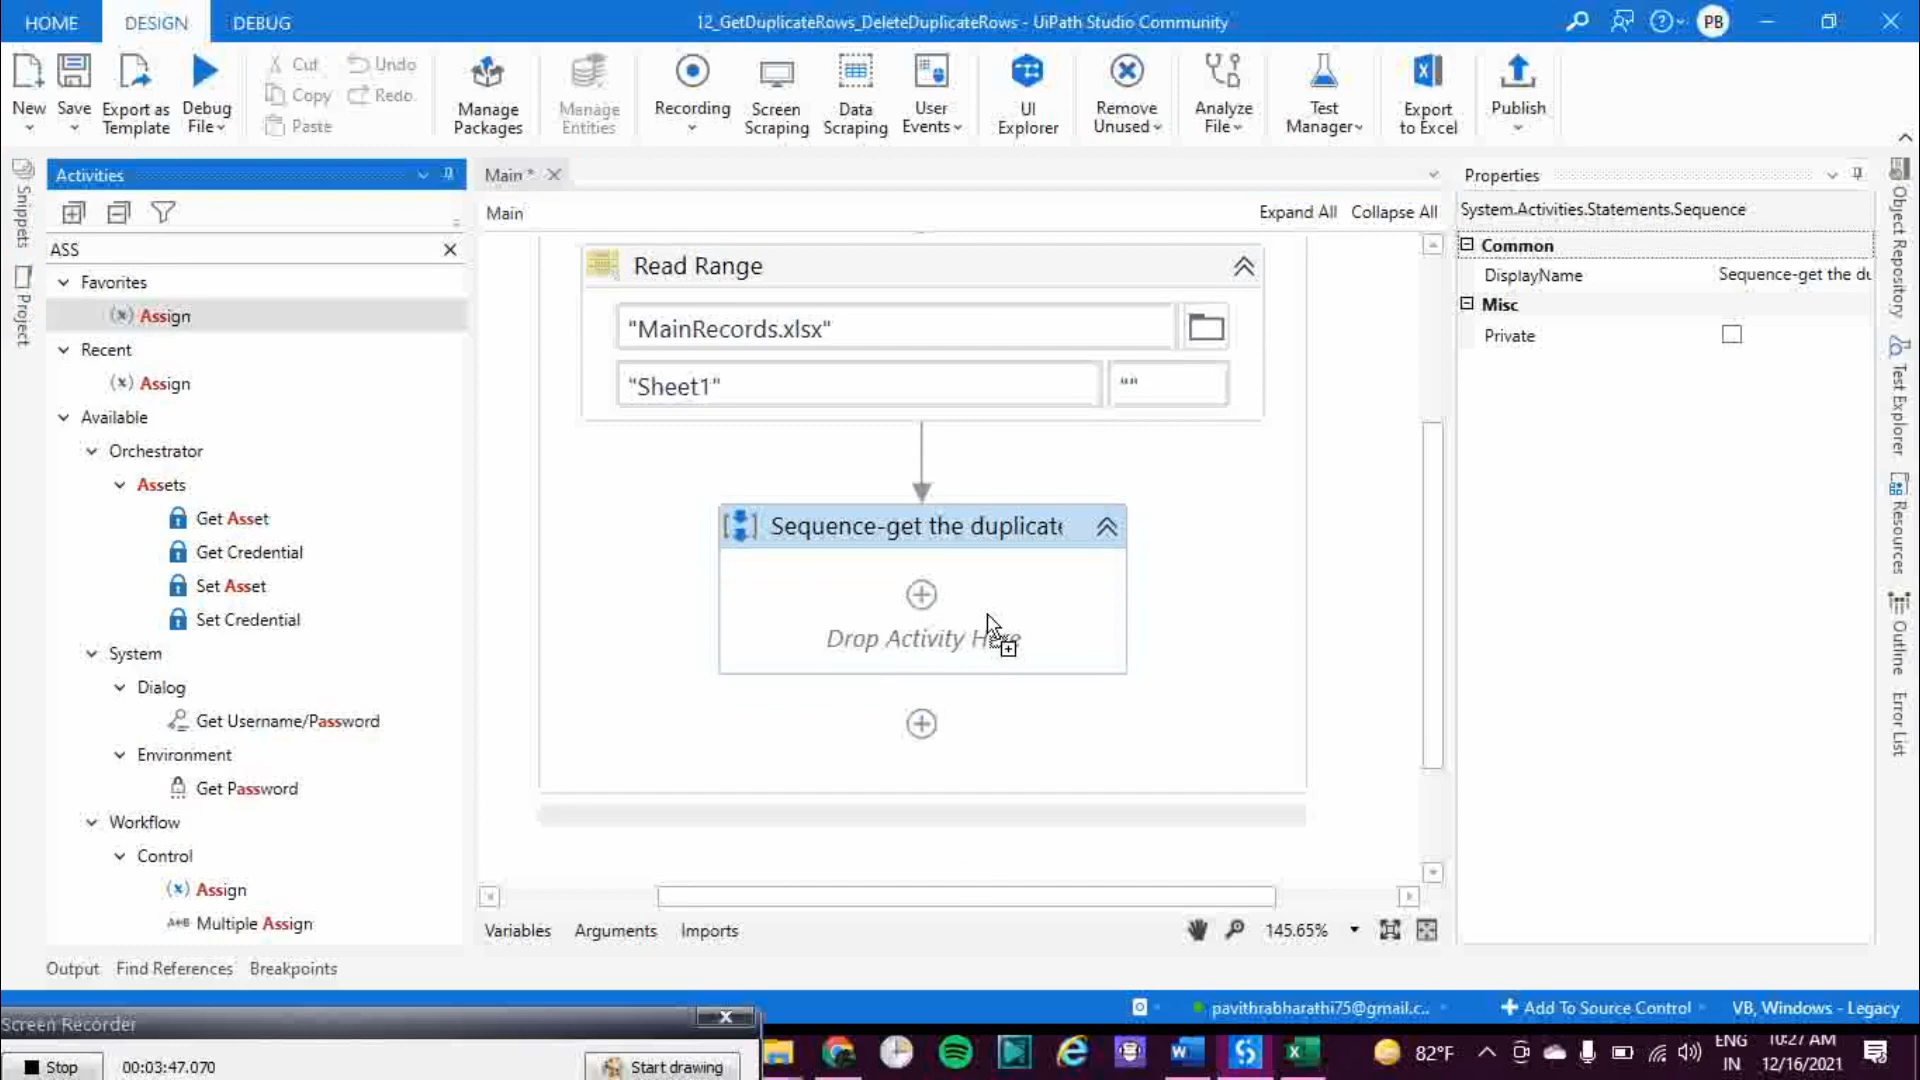 HOME DESIGN DEBUG 12_GetDuplicateRows_DeleteDuplicateRows - UiPath Studio Community PB
New Save Export as Template Debug File Cut Copy Paste Undo Redo Manage Packages Manage Entities Recording Screen Scraping Data Scraping User Events UI Explorer Remove Unused Analyze File Test Manager Export to Excel Publish
Snippets
Project
Activities
ASS
Favorites
Assign
Recent
Assign
Available
Orchestrator
Assets
Get Asset
Get Credential
Set Asset
Set Credential
System
Dialog
Get Username/Password
Environment
Get Password
Workflow
Control
Assign
Multiple Assign
Main *
Main Expand All Collapse All
Read Range
"MainRecords.xlsx"
"Sheet1" ""
Sequence-get the duplicate
Drop Activity Here
Variables Arguments Imports 145.65%
Properties
System.Activities.Statements.Sequence
Common
DisplayName Sequence-get the du
Misc
Private
Object Repository
Test Explorer
Resources
Outline
Error List
Output Find References Breakpoints
pavithrabharathi75@gmail.c.. Add To Source Control VB, Windows - Legacy
Screen Recorder
Stop 00:03:47.070 Start drawing
82°F ENG IN 10:27 AM 12/16/2021